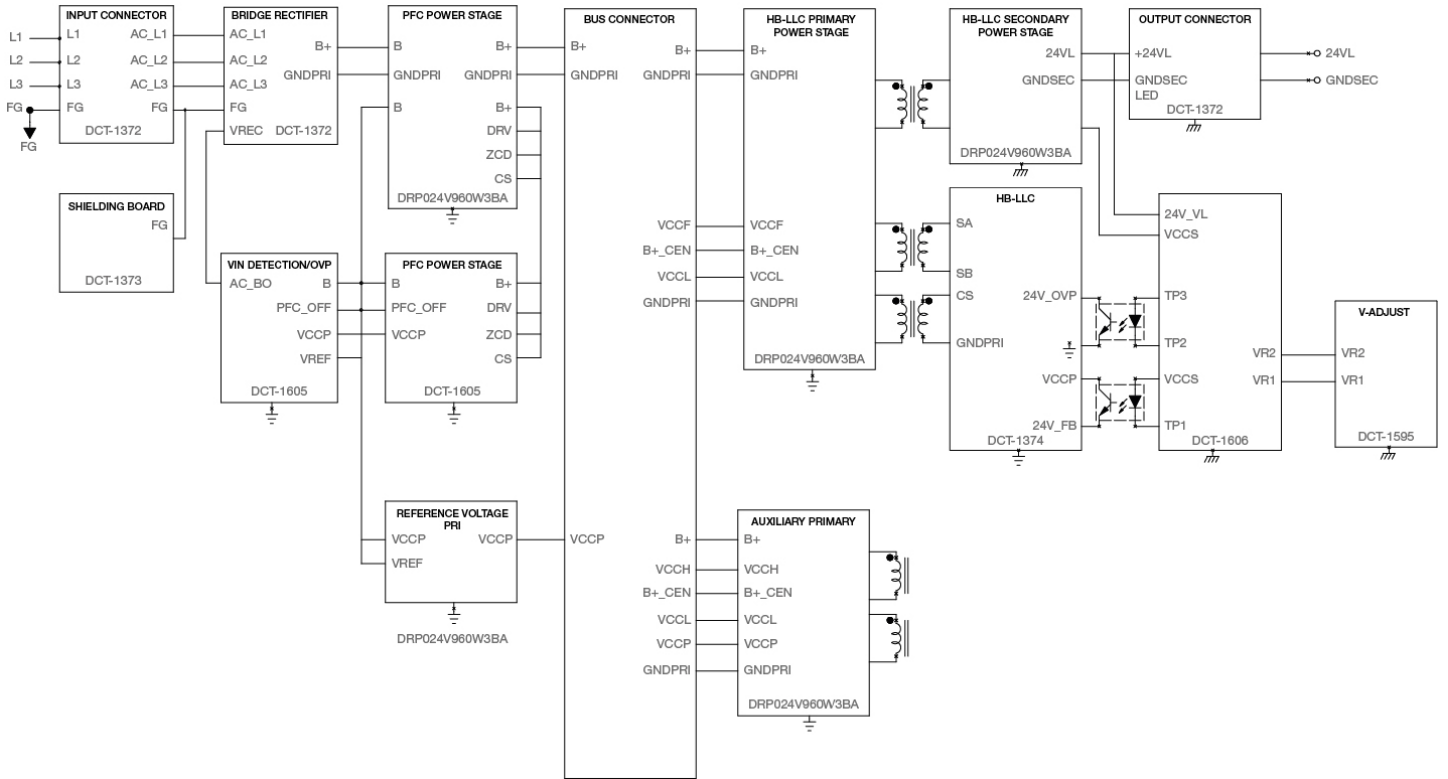 INPUT CONNECTOR
L1
L1
AC_L1
L2
L2
AC_L2
L3
L3
AC_L3
FG
FG
FG
DCT-1372
FG
BRIDGE RECTIFIER
AC_L1
B+
AC_L2
GNDPRI
AC_L3
FG
VREC
DCT-1372
PFC POWER STAGE
B
B+
GNDPRI
GNDPRI
B
B+
DRV
ZCD
CS
DRP024V960W3BA
SHIELDING BOARD
FG
DCT-1373
VIN DETECTION/OVP
AC_BO
B
PFC_OFF
VCCP
VREF
DCT-1605
PFC POWER STAGE
B
B+
PFC_OFF
DRV
VCCP
ZCD
CS
DCT-1605
REFERENCE VOLTAGE
PRI
VCCP
VCCP
VREF
DRP024V960W3BA
BUS CONNECTOR
B+
B+
GNDPRI
GNDPRI
VCCF
B+_CEN
VCCL
GNDPRI
VCCP
B+
VCCH
B+_CEN
VCCL
VCCP
GNDPRI
HB-LLC PRIMARY
POWER STAGE
B+
GNDPRI
VCCF
B+_CEN
VCCL
GNDPRI
DRP024V960W3BA
AUXILIARY PRIMARY
B+
VCCH
B+_CEN
VCCL
VCCP
GNDPRI
DRP024V960W3BA
HB-LLC SECONDARY
POWER STAGE
24VL
GNDSEC
DRP024V960W3BA
HB-LLC
SA
SB
CS
24V_OVP
GNDPRI
VCCP
24V_FB
DCT-1374
OUTPUT CONNECTOR
+24VL
GNDSEC
LED
DCT-1372
24VL
GNDSEC
24V_VL
VCCS
TP3
TP2
VR2
VCCS
VR1
TP1
DCT-1606
V-ADJUST
VR2
VR1
DCT-1595